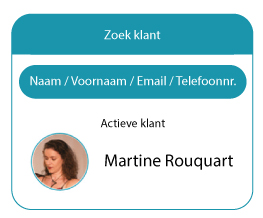 Zoek klant
Naam / Voornaam / Email / Telefoonnr.
Actieve klant
Martine Rouquart